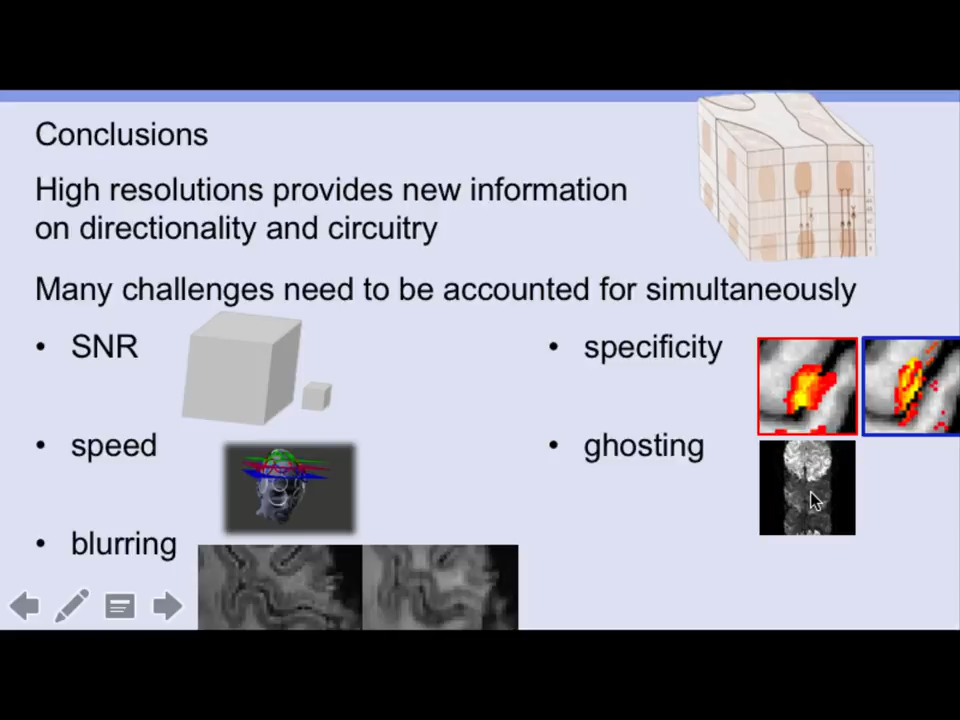 Conclusions
High resolutions provides new information
on directionality and circuitry
Many challenges need to be accounted for simultaneously
• SNR
• speed
• blurring
• specificity
• ghosting